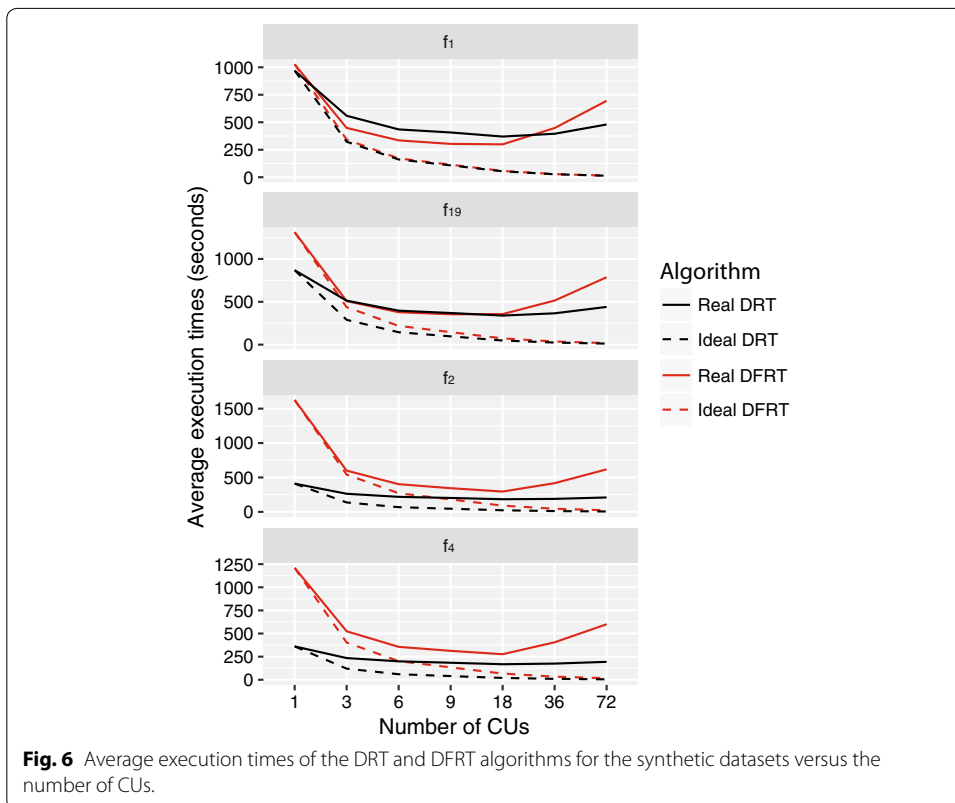 f1
1000
750
500
250
0
f19
1000
500
0
f2
1500
1000
500
0
f4
1250
1000
750
500
250
0
1 3 6 9 18 36 72
Number of CUs
Average execution times (seconds)
Algorithm
Real DRT
Ideal DRT
Real DFRT
Ideal DFRT
Fig. 6 Average execution times of the DRT and DFRT algorithms for the synthetic datasets versus the
number of CUs.